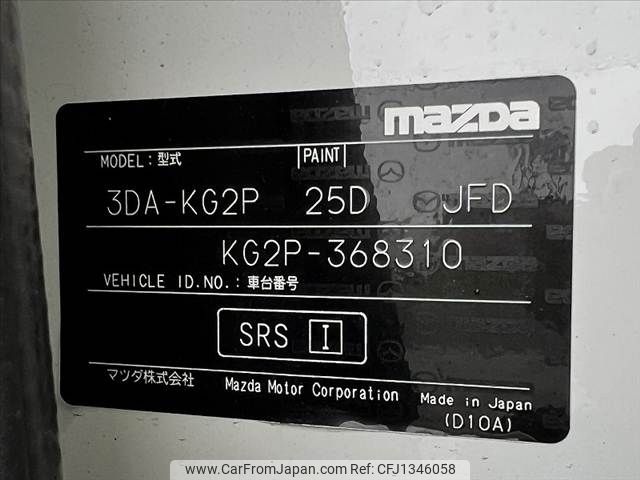 mazda
MODEL: 型式 PAINT
3DA-KG2P 25D JFD
KG2P-368310
VEHICLE ID.NO.: 車台番号
SRS I
マツダ株式会社 Mazda Motor Corporation Made in Japan
(D10A)
www.CarFromJapan.com - CFJ1346058